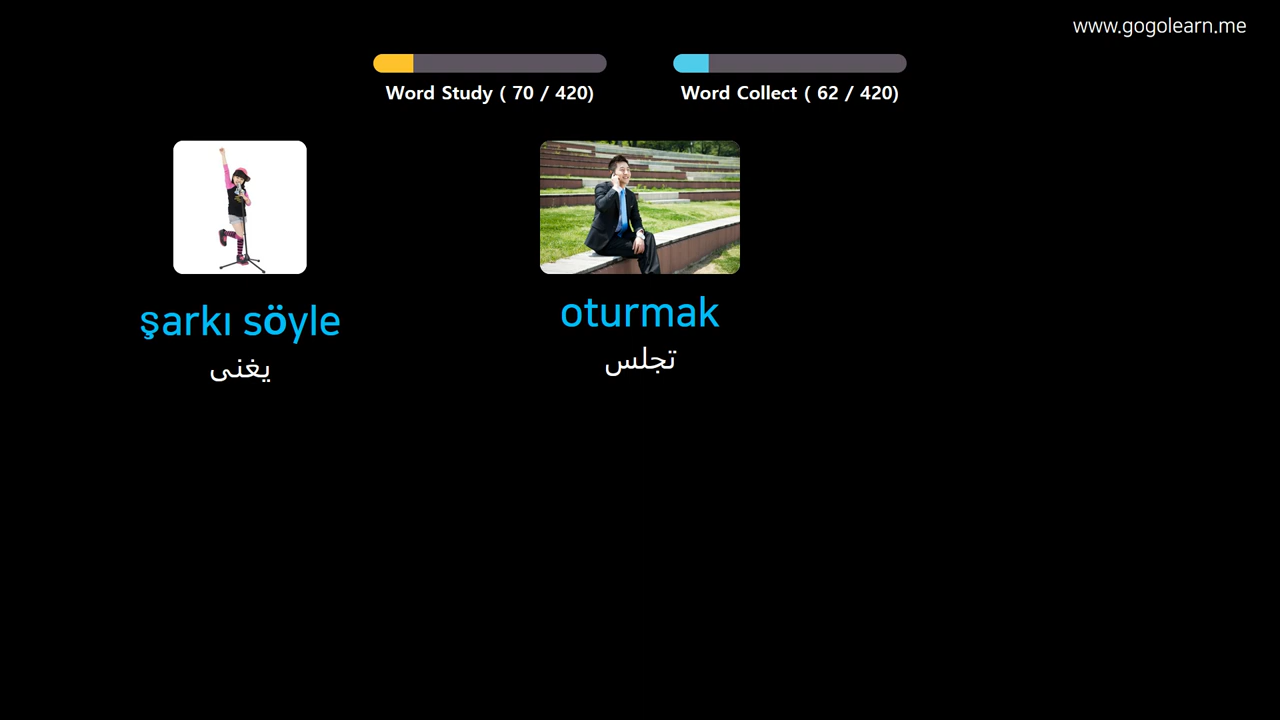 www.gogolearn.me
Word Study ( 70 / 420)
Word Collect ( 62 / 420)
şarkı söyle
يغنى
oturmak
تجلس